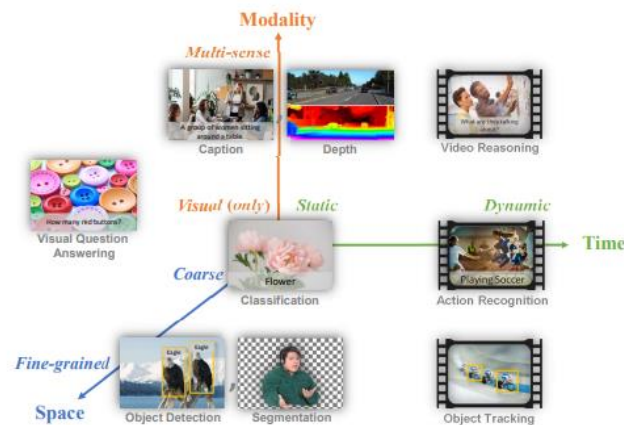 Modality
Multi-sense
A group of women sitting
around a table.
Caption
Depth
What are they talking
about?
Video Reasoning
How many red buttons?
Visual Question
Answering
Visual (only)
Static
Dynamic
Time
Flower
Classification
Playing Soccer
Action Recognition
Coarse
Fine-grained
Space
Eagle
Eagle
Object Detection
,
Segmentation
Object Tracking